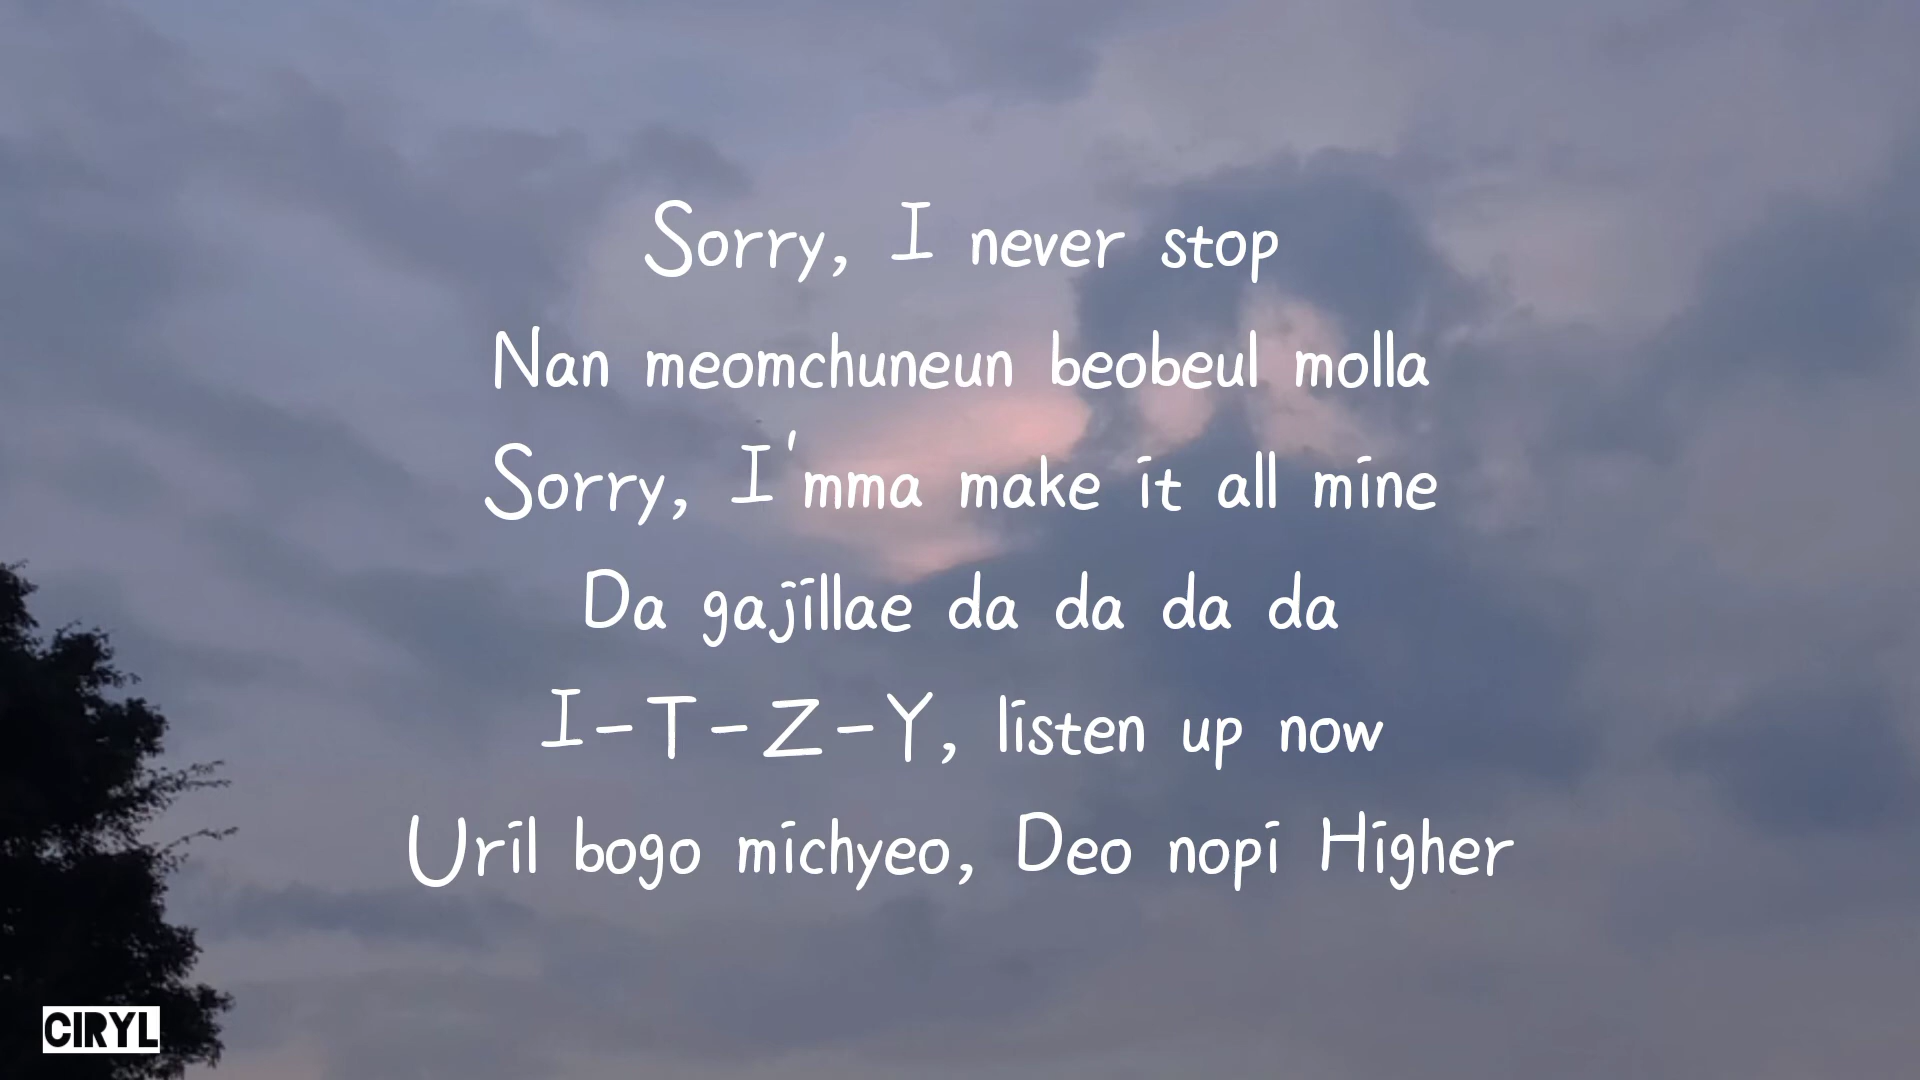 Sorry, I never stop
Nan meomchuneun beobeul molla
Sorry, I'mma make it all mine
Da gajillae da da da da
I-T-Z-Y, listen up now
Uril bogo michyeo, Deo nopi Higher
CIRYL